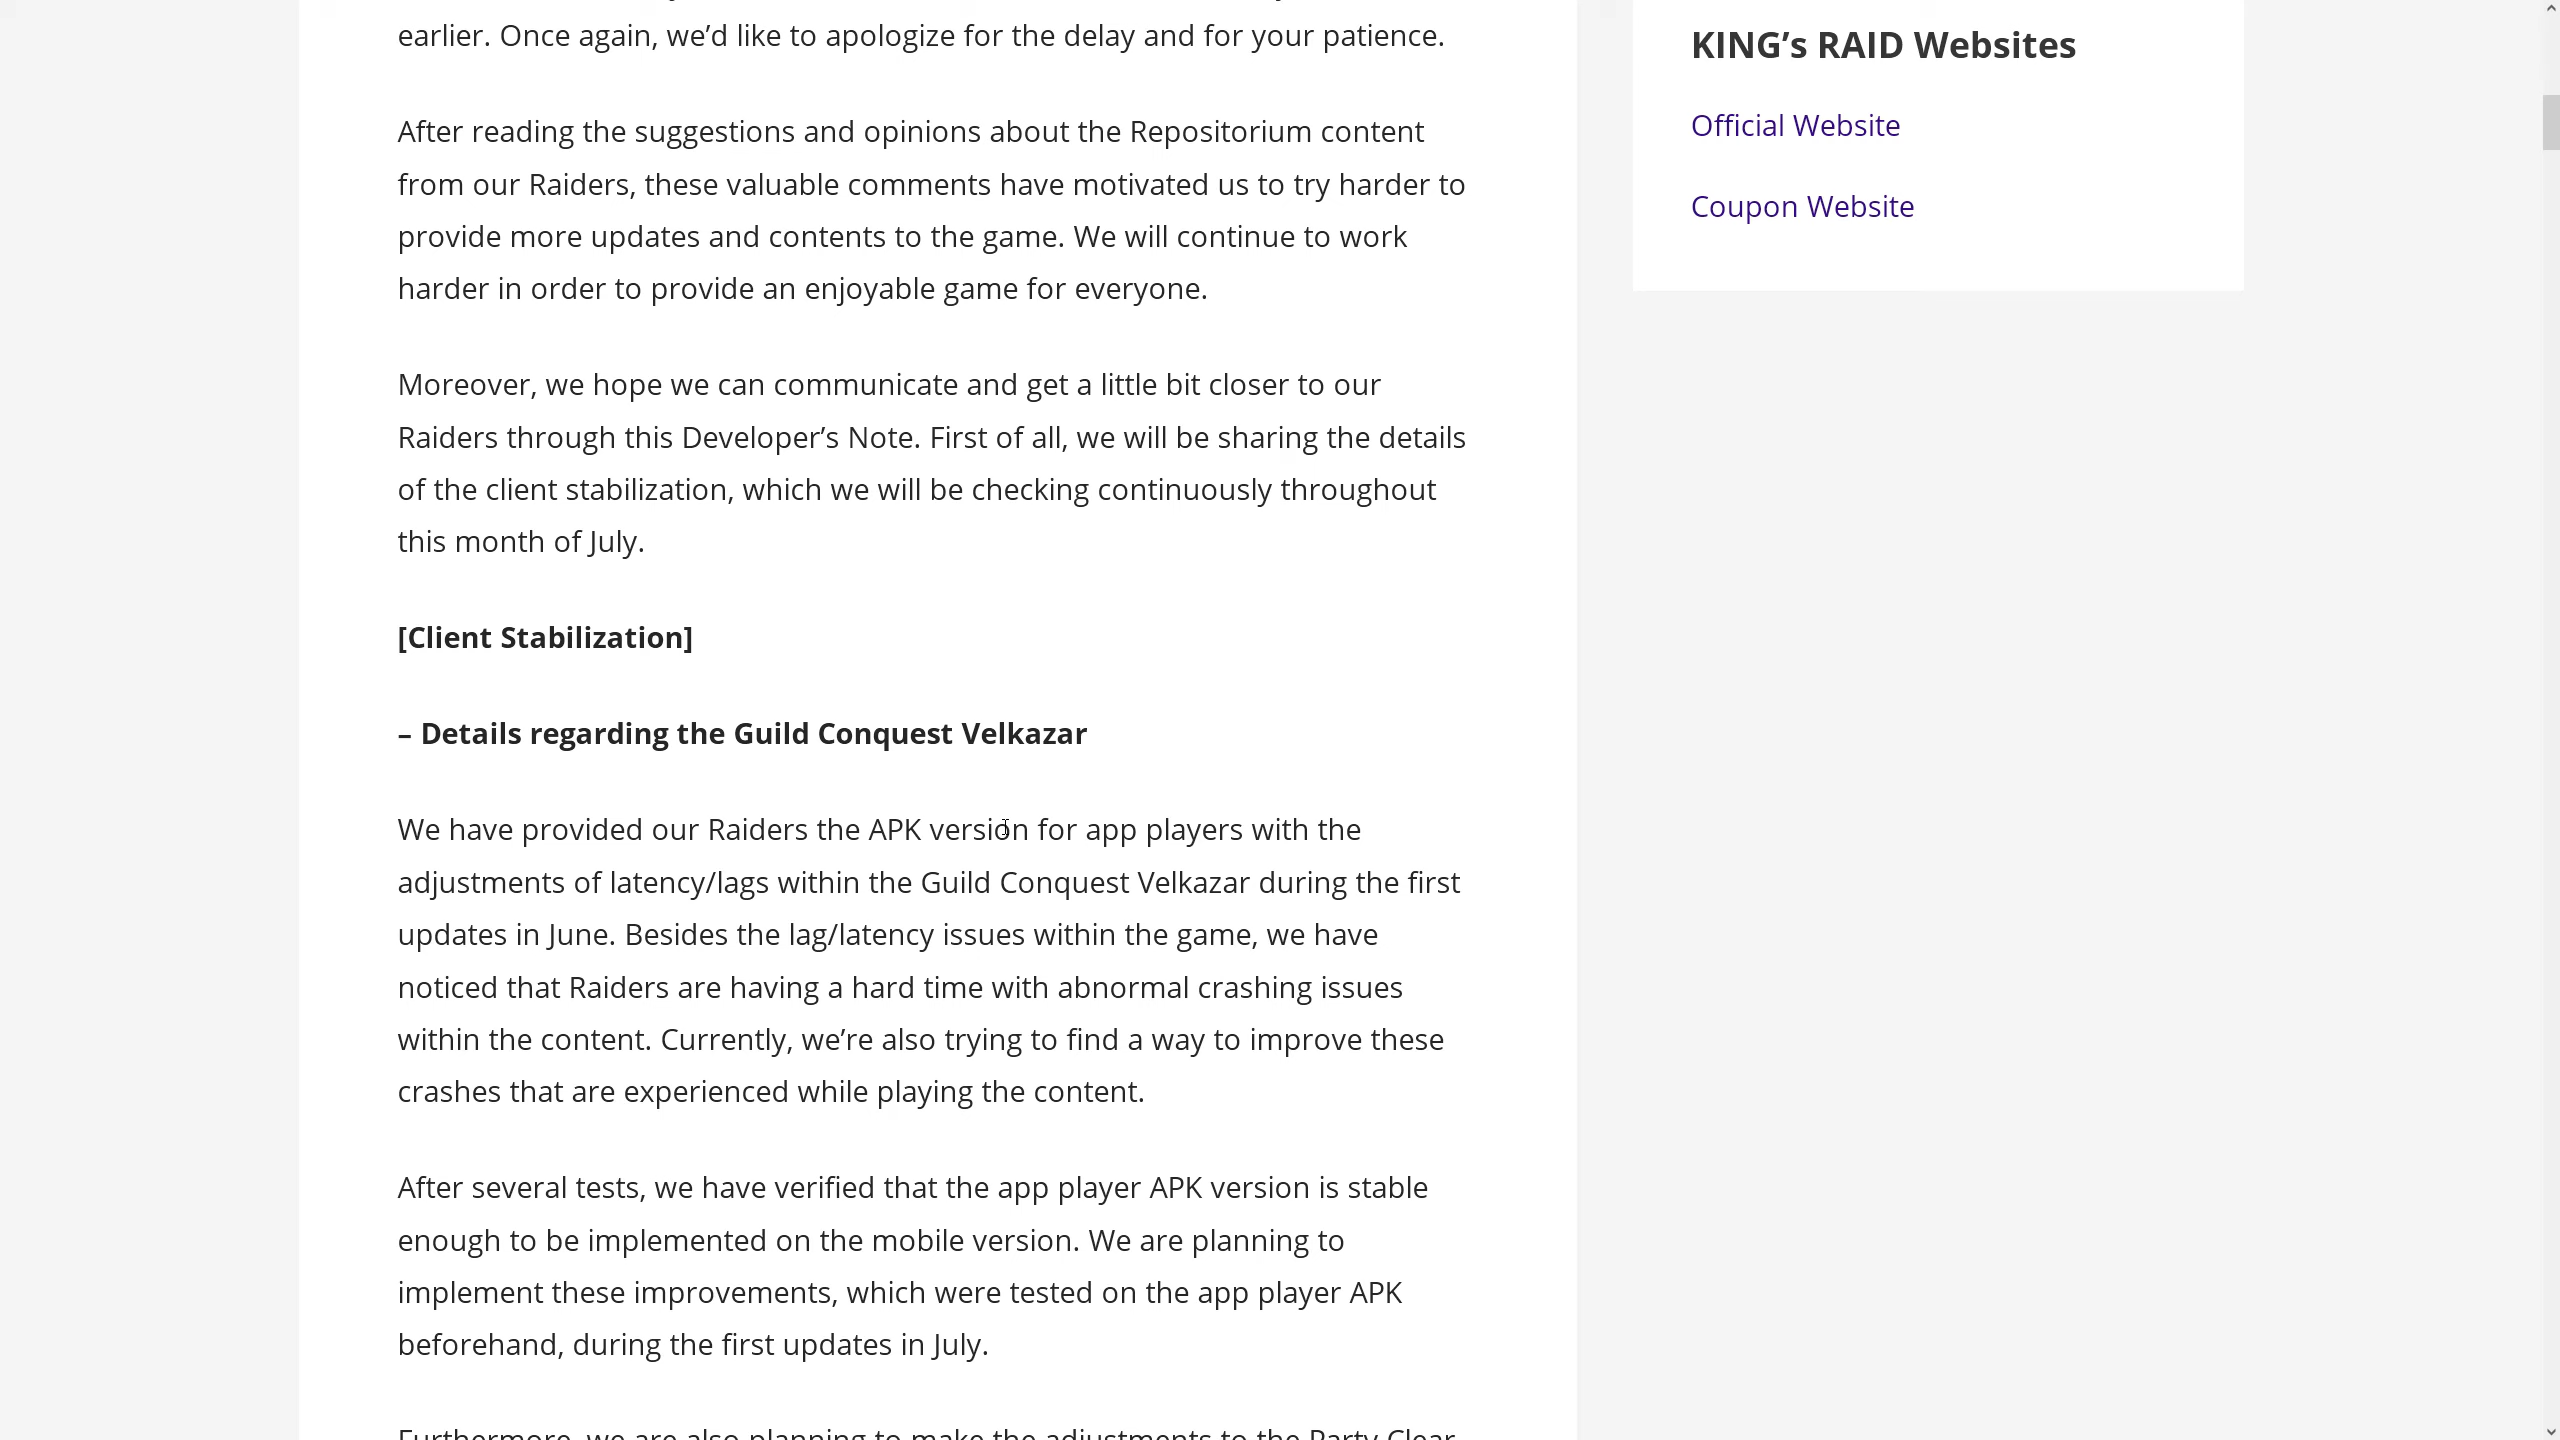 earlier. Once again, we’d like to apologize for the delay and for your patience.
After reading the suggestions and opinions about the Repositorium content
from our Raiders, these valuable comments have motivated us to try harder to
provide more updates and contents to the game. We will continue to work
harder in order to provide an enjoyable game for everyone.
Moreover, we hope we can communicate and get a little bit closer to our
Raiders through this Developer’s Note. First of all, we will be sharing the details
of the client stabilization, which we will be checking continuously throughout
this month of July.
[Client Stabilization]
– Details regarding the Guild Conquest Velkazar
We have provided our Raiders the APK version for app players with the
adjustments of latency/lags within the Guild Conquest Velkazar during the first
updates in June. Besides the lag/latency issues within the game, we have
noticed that Raiders are having a hard time with abnormal crashing issues
within the content. Currently, we’re also trying to find a way to improve these
crashes that are experienced while playing the content.
After several tests, we have verified that the app player APK version is stable
enough to be implemented on the mobile version. We are planning to
implement these improvements, which were tested on the app player APK
beforehand, during the first updates in July.
Furthermore, we are also planning to make the adjustments to the Party Clear
KING’s RAID Websites
Official Website
Coupon Website